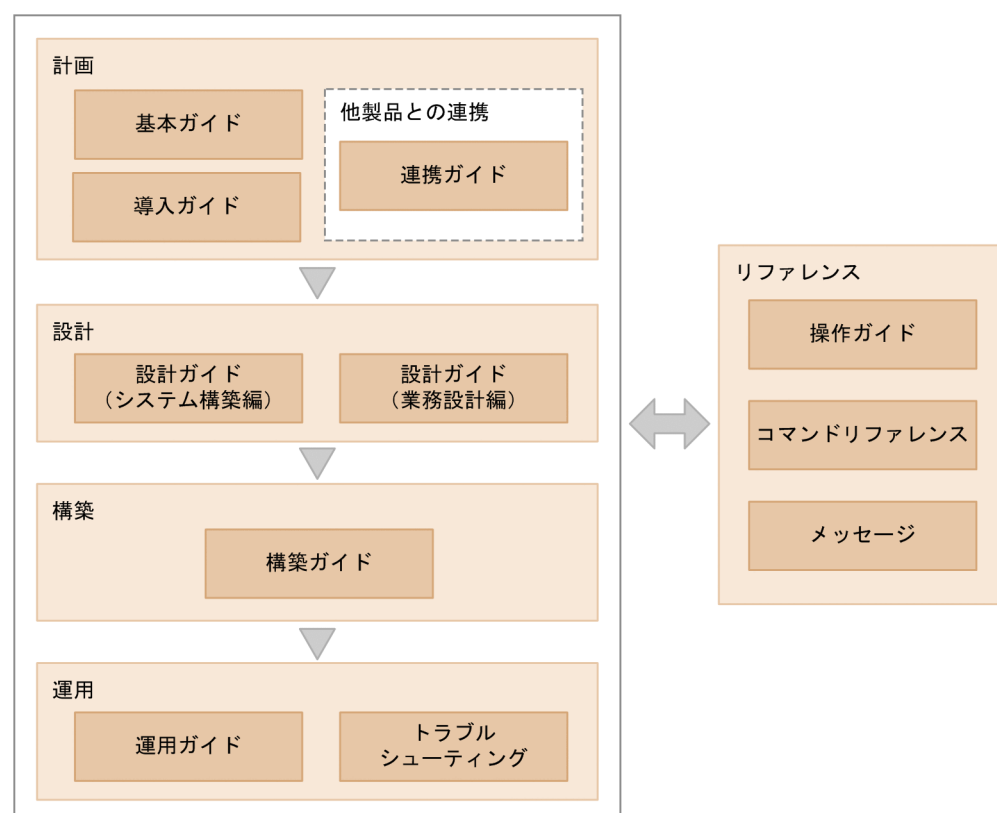 計画
基本ガイド
導入ガイド
他製品との連携
連携ガイド
設計
設計ガイド
(システム構築編)
設計ガイド
(業務設計編)
構築
構築ガイド
運用
運用ガイド
トラブル
シューティング
リファレンス
操作ガイド
コマンドリファレンス
メッセージ